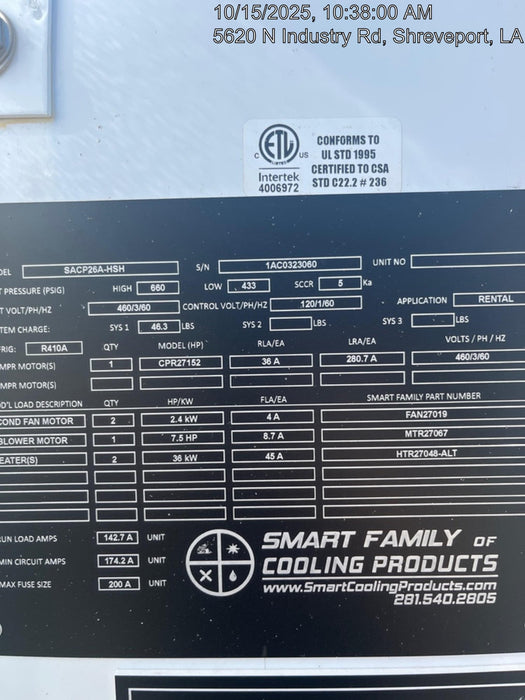 10/15/2025, 10:38:00 AM
5620 N Industry Rd, Shreveport, LA
ETL
C US
Intertek
4006972
CONFORMS TO
UL STD 1995
CERTIFIED TO CSA
STD C22.2 # 236
DEL SACP26A-HSH S/N 1AC0323060 UNIT NO
T PRESSURE (PSIG) HIGH 660 LOW 433 SCCR 5 Ka
T VOLT/PH/HZ 460/3/60 CONTROL VOLT/PH/HZ 120/1/60 APPLICATION RENTAL
TEM CHARGE: SYS 1 46.3 LBS SYS 2 LBS SYS 3 LBS
RIG: R410A QTY MODEL (HP) RLA/EA LRA/EA VOLTS / PH / HZ
MPR MOTOR(S) 1 CPR27152 36 A 280.7 A 460/3/60
MPR MOTOR(S)
D'L LOAD DESCRIPTION QTY HP/KW FLA/EA SMART FAMILY PART NUMBER
COND FAN MOTOR 2 2.4 kW 4 A FAN27019
BLOWER MOTOR 1 7.5 HP 8.7 A MTR27067
EATER(S) 2 36 kW 45 A HTR27048-ALT
UN LOAD AMPS 142.7 A UNIT
MIN CIRCUIT AMPS 174.2 A UNIT
MAX FUSE SIZE 200 A UNIT
SMART FAMILY OF
COOLING PRODUCTS
www.SmartCoolingProducts.com
281.540.2805